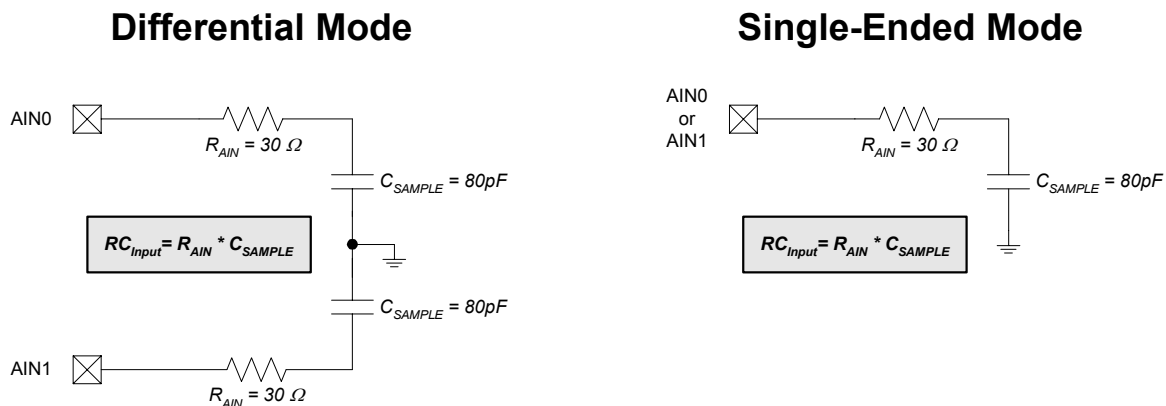 Differential Mode
AIN0
R_AIN = 30 Ω
C_SAMPLE = 80pF
RC_Input = R_AIN * C_SAMPLE
C_SAMPLE = 80pF
AIN1
R_AIN = 30 Ω
Single-Ended Mode
AIN0
or
AIN1
R_AIN = 30 Ω
C_SAMPLE = 80pF
RC_Input = R_AIN * C_SAMPLE